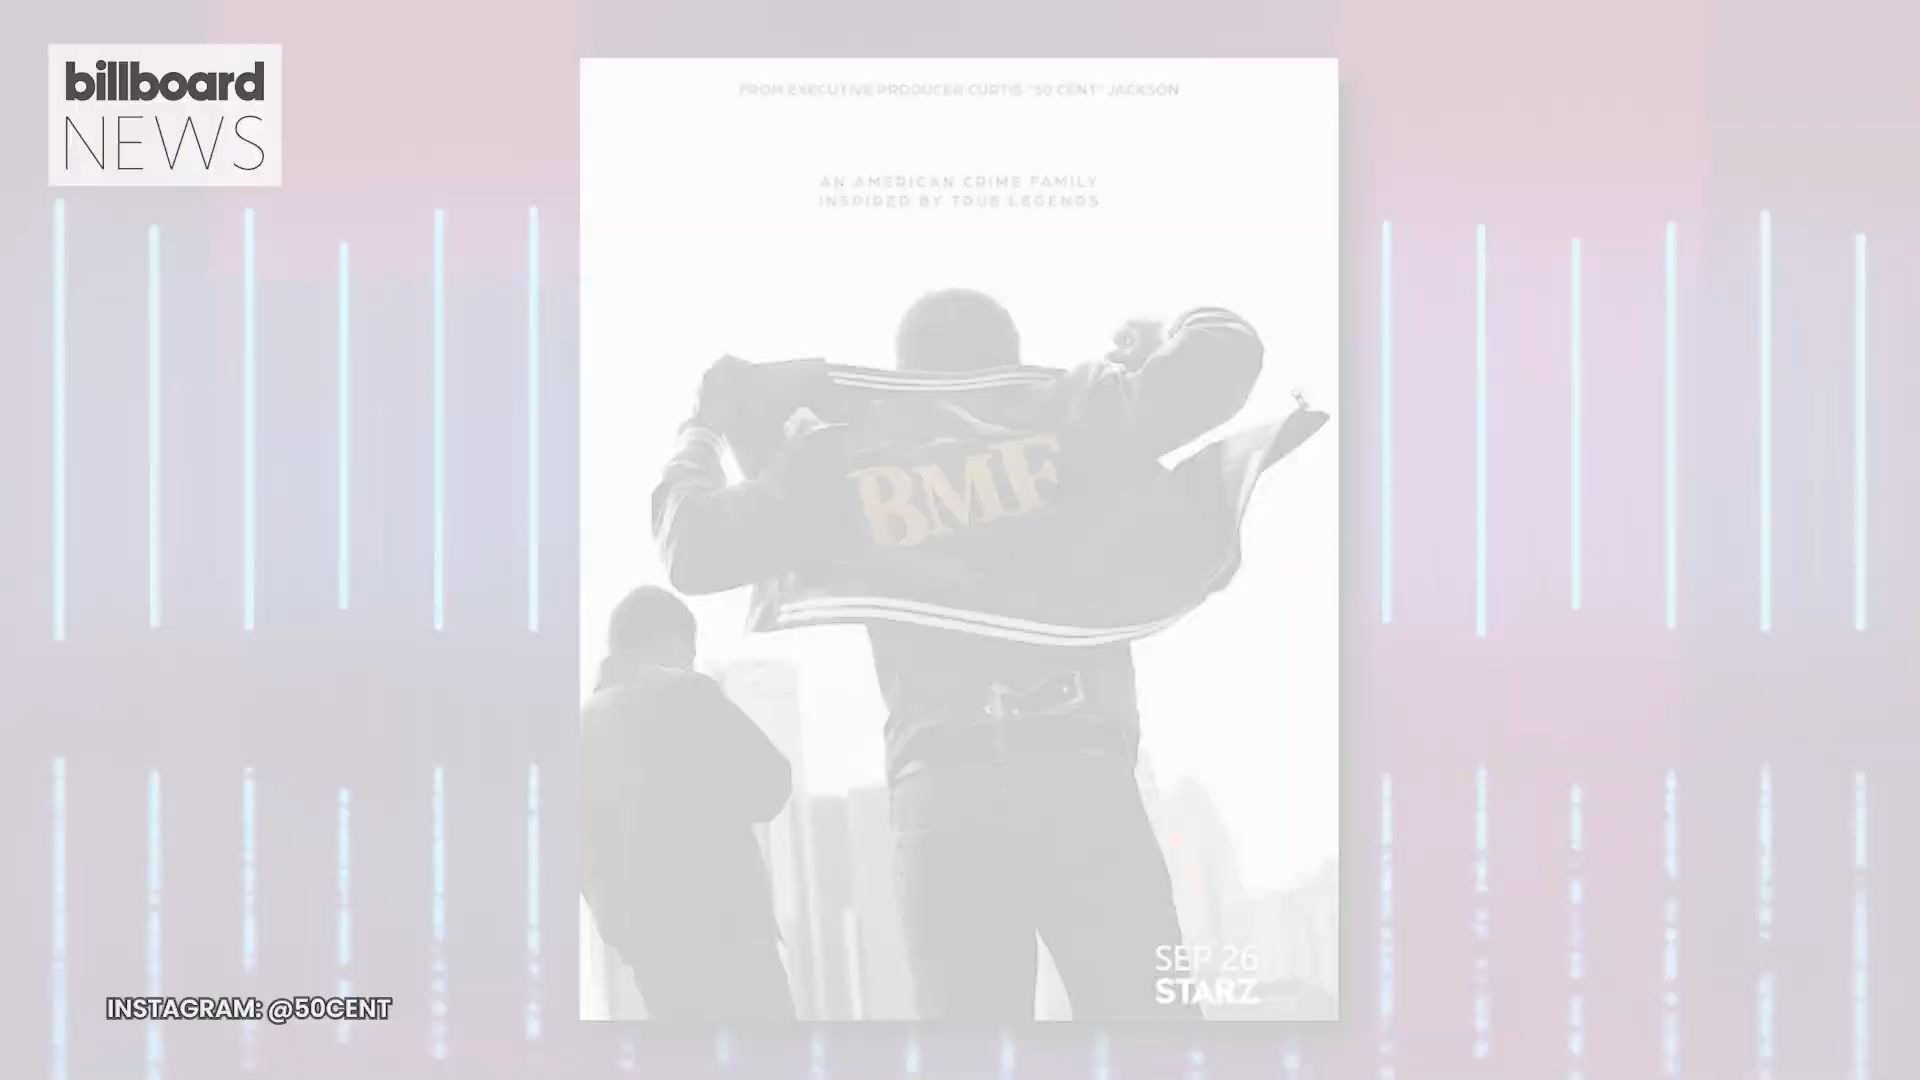 billboard
NEWS
FROM EXECUTIVE PRODUCER CURTIS "50 CENT" JACKSON
AN AMERICAN CRIME FAMILY
INSPIRED BY TRUE LEGENDS
BMF
SEP 26
STARZ
INSTAGRAM: @50CENT